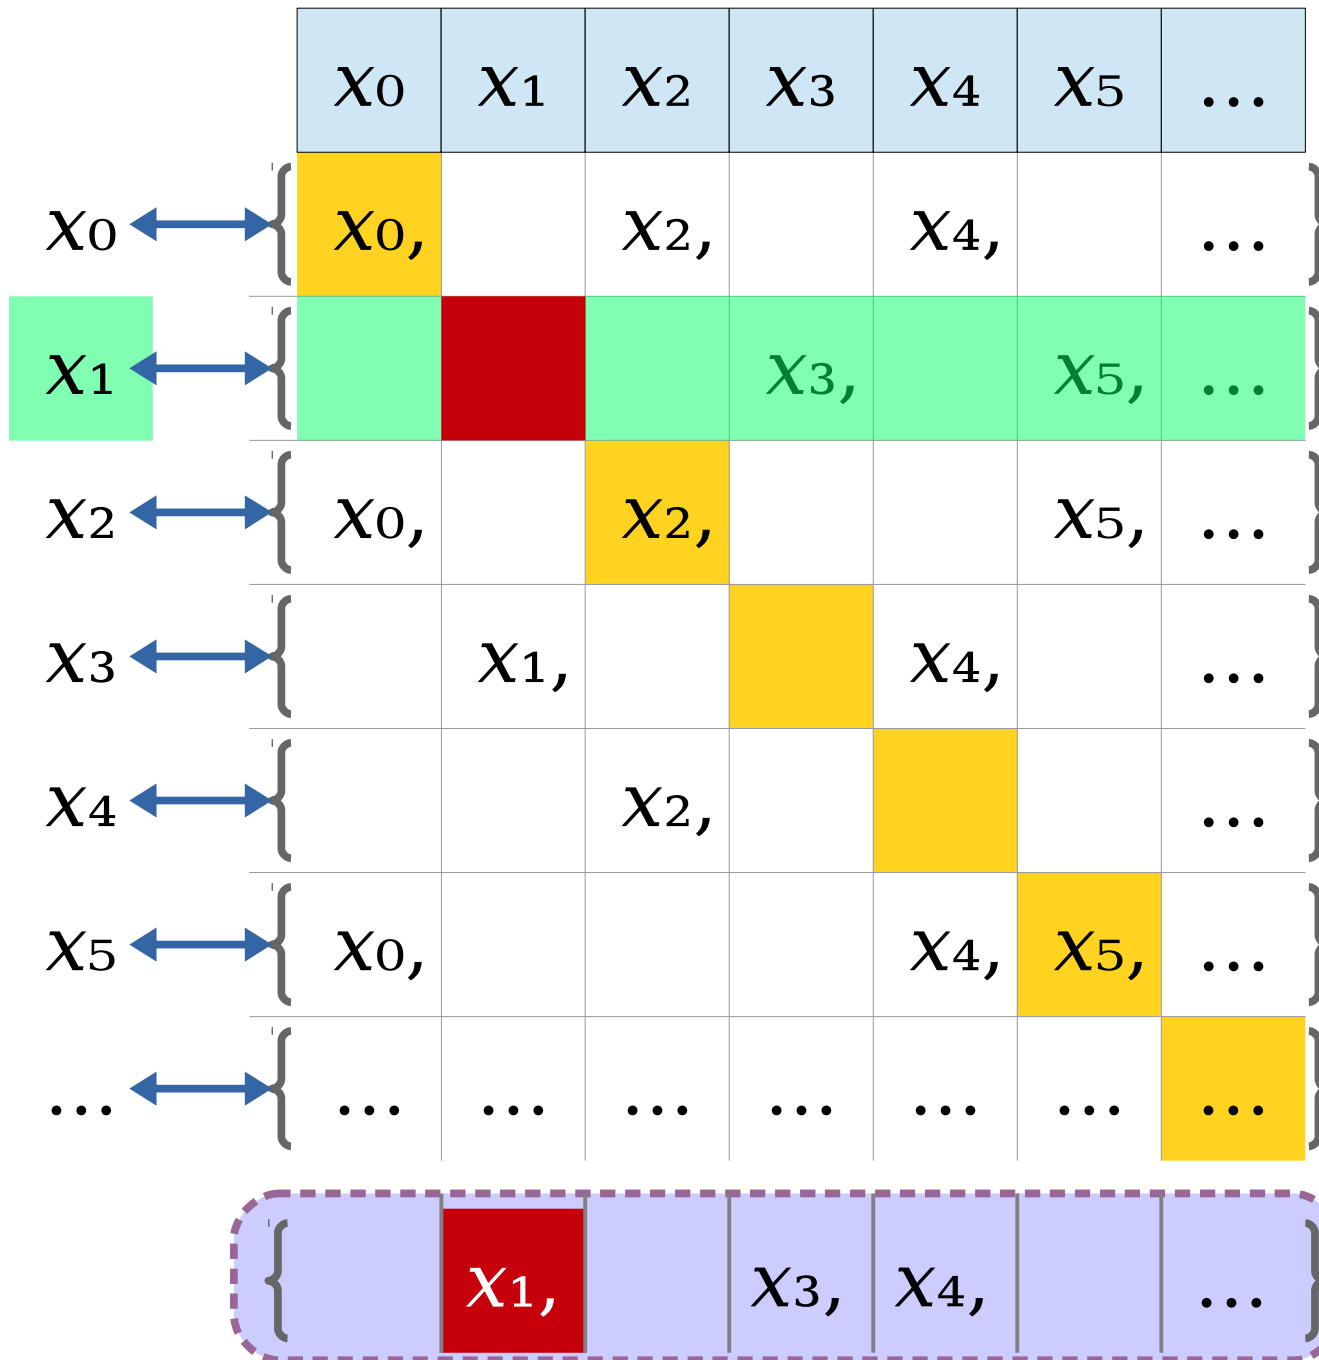 x₀ x₁ x₂ x₃ x₄ x₅ ...
x₀ { x₀, x₂, x₄, ... }
x₁ { x₃, x₅, ... }
x₂ { x₀, x₂, x₅, ... }
x₃ { x₁, x₄, ... }
x₄ { x₂, ... }
x₅ { x₀, x₄, x₅, ... }
... { ... ... ... ... ... ... ... }
{ x₁, x₃, x₄, ... }